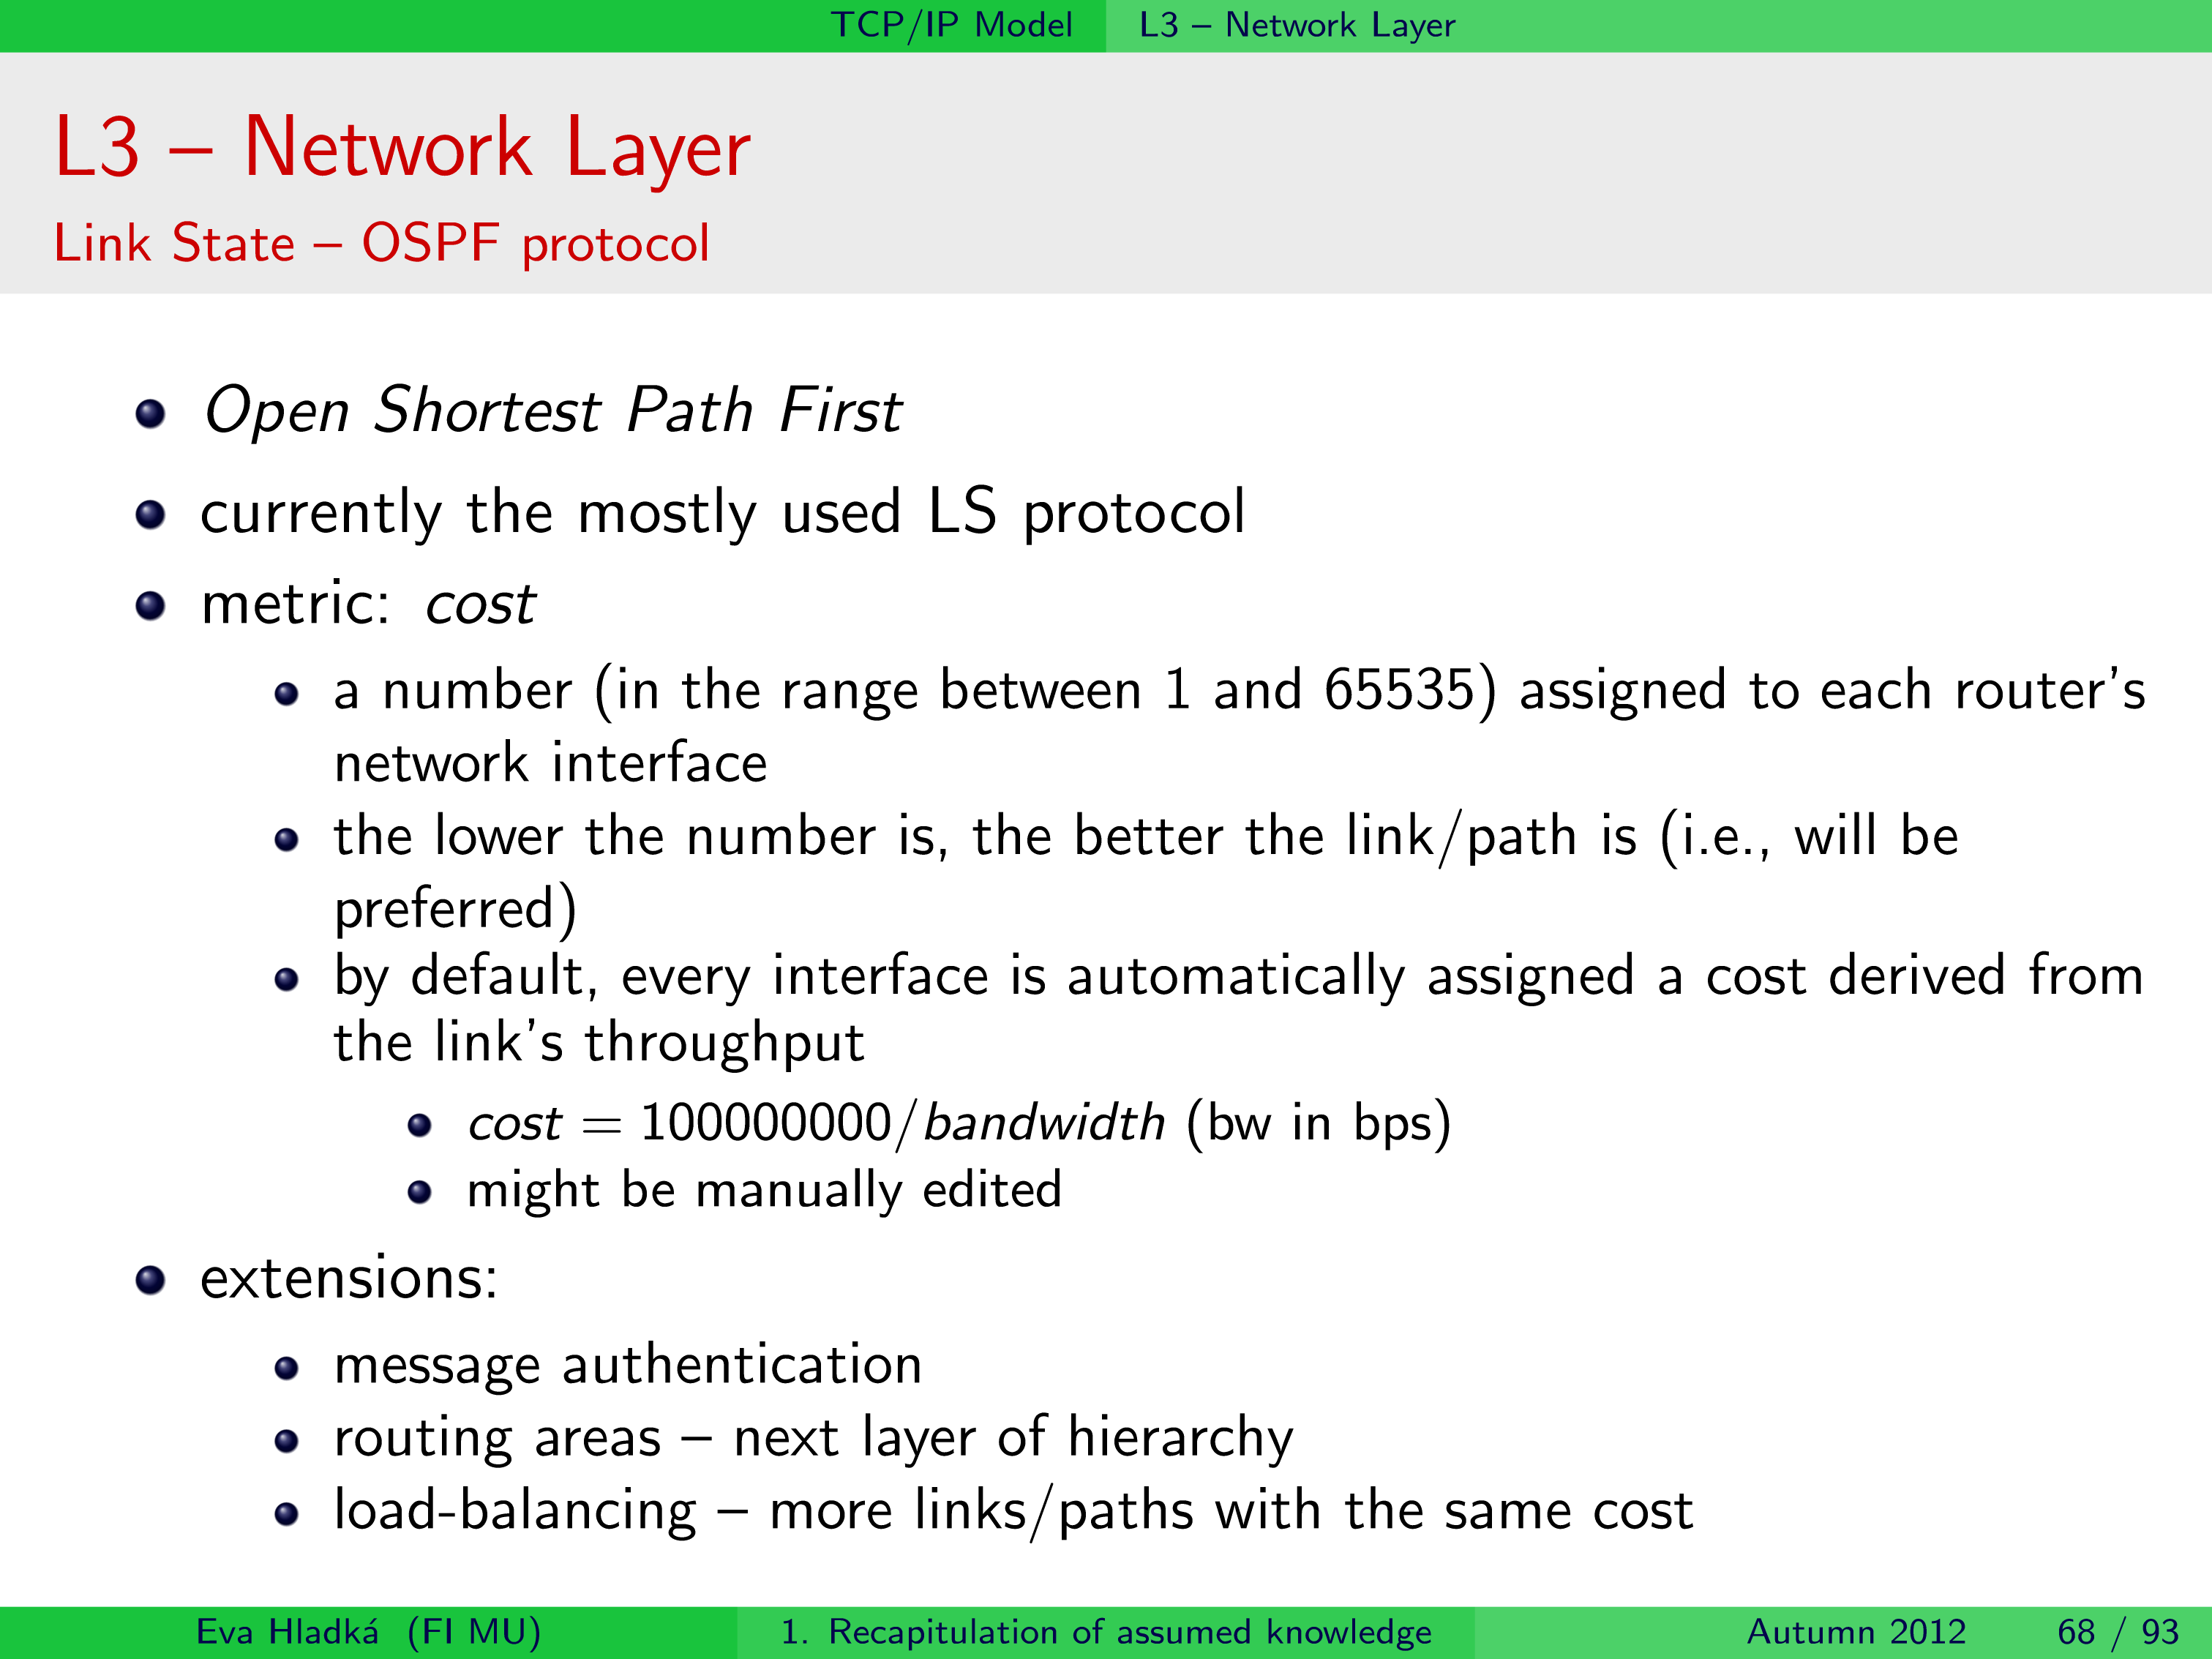 TCP/IP Model L3 – Network Layer
L3 – Network Layer
Link State – OSPF protocol
Open Shortest Path First
currently the mostly used LS protocol
metric: cost
a number (in the range between 1 and 65535) assigned to each router's
network interface
the lower the number is, the better the link/path is (i.e., will be
preferred)
by default, every interface is automatically assigned a cost derived from
the link's throughput
cost = 100000000/bandwidth (bw in bps)
might be manually edited
extensions:
message authentication
routing areas – next layer of hierarchy
load-balancing – more links/paths with the same cost
Eva Hladká (FI MU) 1. Recapitulation of assumed knowledge Autumn 2012 68 / 93